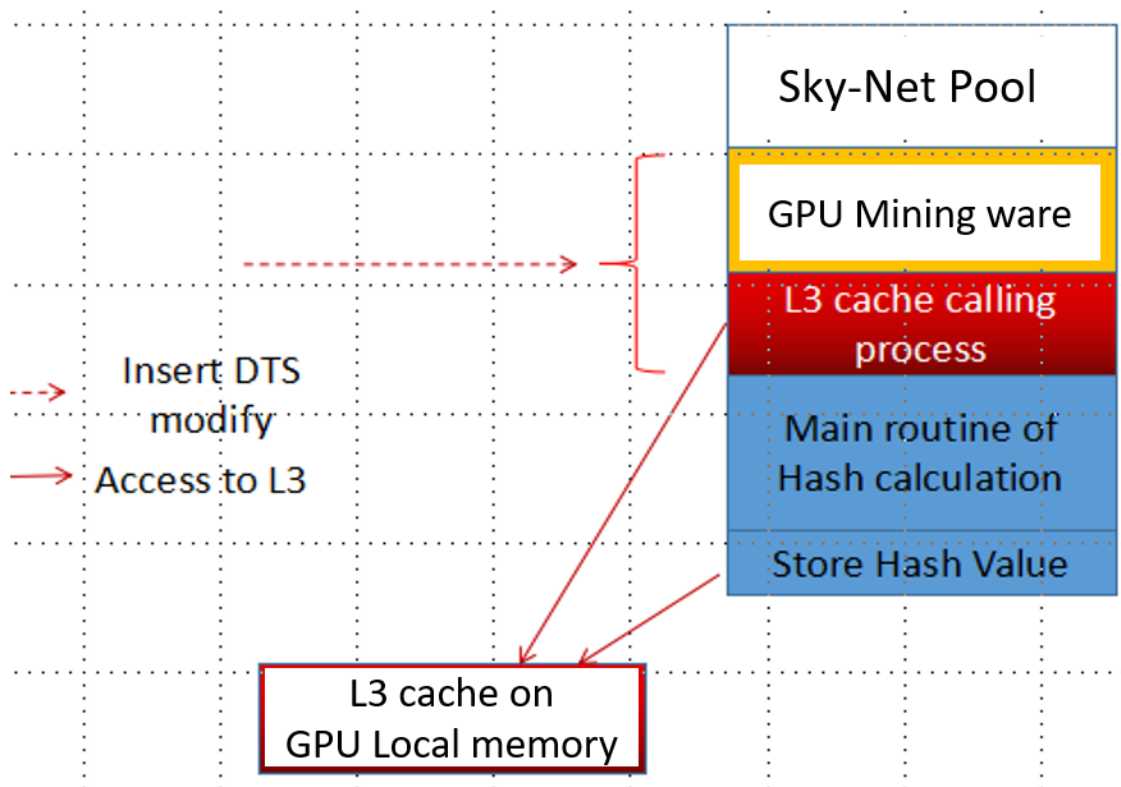 Sky-Net Pool
GPU Mining ware
L3 cache calling
process
Insert DTS
modify
Main routine of
Hash calculation
Access to L3
Store Hash Value
L3 cache on
GPU Local memory